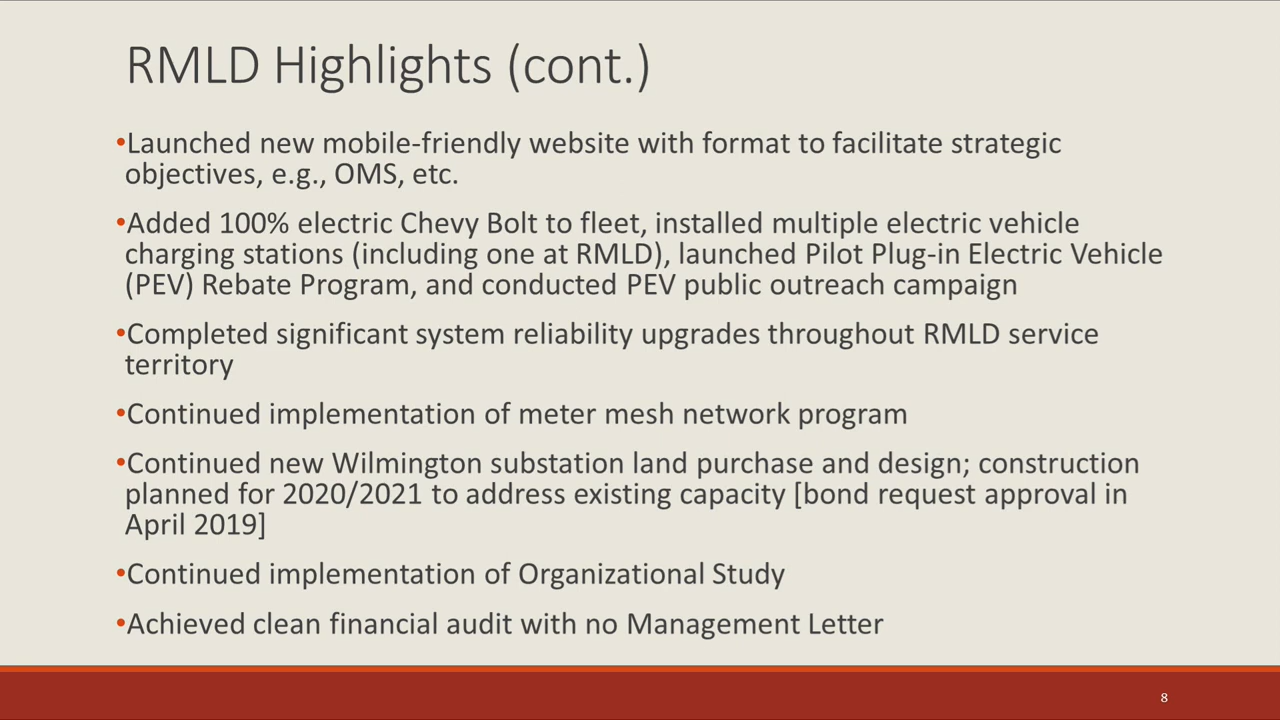 RMLD Highlights (cont.)
•Launched new mobile-friendly website with format to facilitate strategic
objectives, e.g., OMS, etc.
•Added 100% electric Chevy Bolt to fleet, installed multiple electric vehicle
charging stations (including one at RMLD), launched Pilot Plug-in Electric Vehicle
(PEV) Rebate Program, and conducted PEV public outreach campaign
•Completed significant system reliability upgrades throughout RMLD service
territory
•Continued implementation of meter mesh network program
•Continued new Wilmington substation land purchase and design; construction
planned for 2020/2021 to address existing capacity [bond request approval in
April 2019]
•Continued implementation of Organizational Study
•Achieved clean financial audit with no Management Letter
8